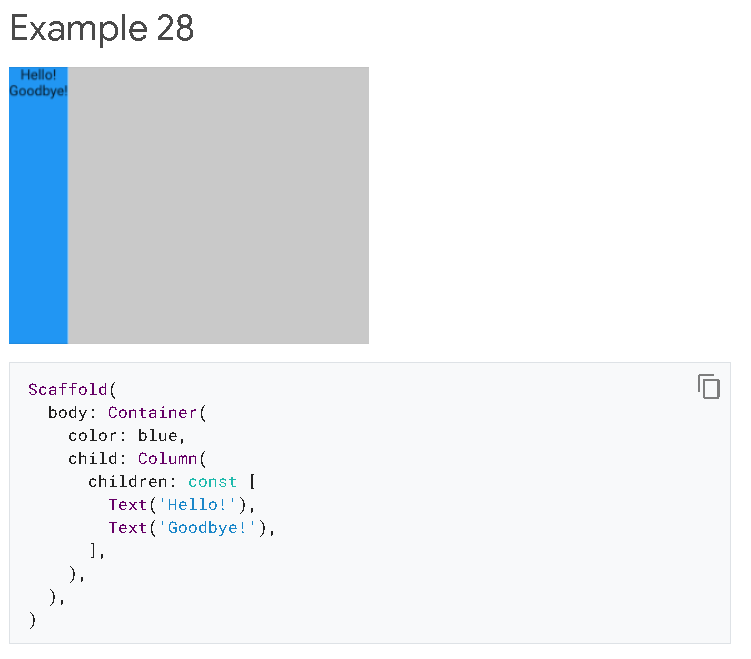 Example 28
Hello!
Goodbye!
Scaffold(
  body: Container(
    color: blue,
    child: Column(
      children: const [
        Text('Hello!'),
        Text('Goodbye!'),
      ],
    ),
  ),
)